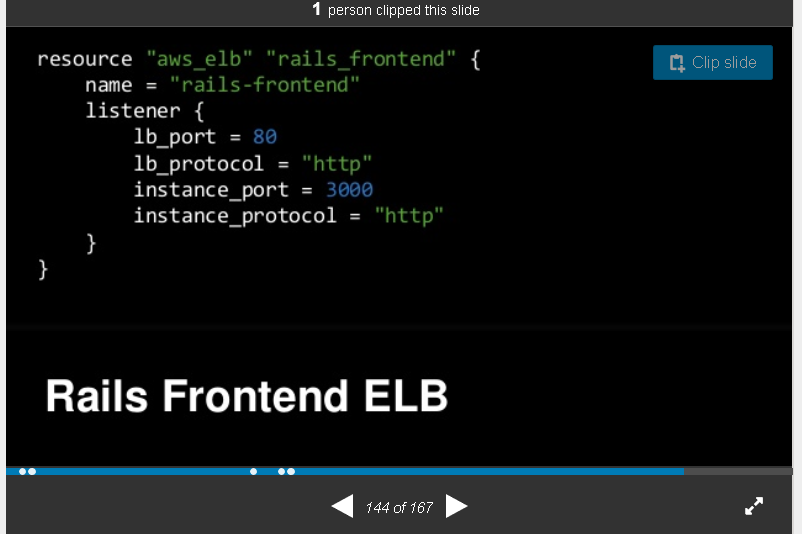 1 person clipped this slide
resource "aws_elb" "rails_frontend" {
    name = "rails-frontend"
    listener {
        lb_port = 80
        lb_protocol = "http"
        instance_port = 3000
        instance_protocol = "http"
    }
}
Clip slide
Rails Frontend ELB
144 of 167